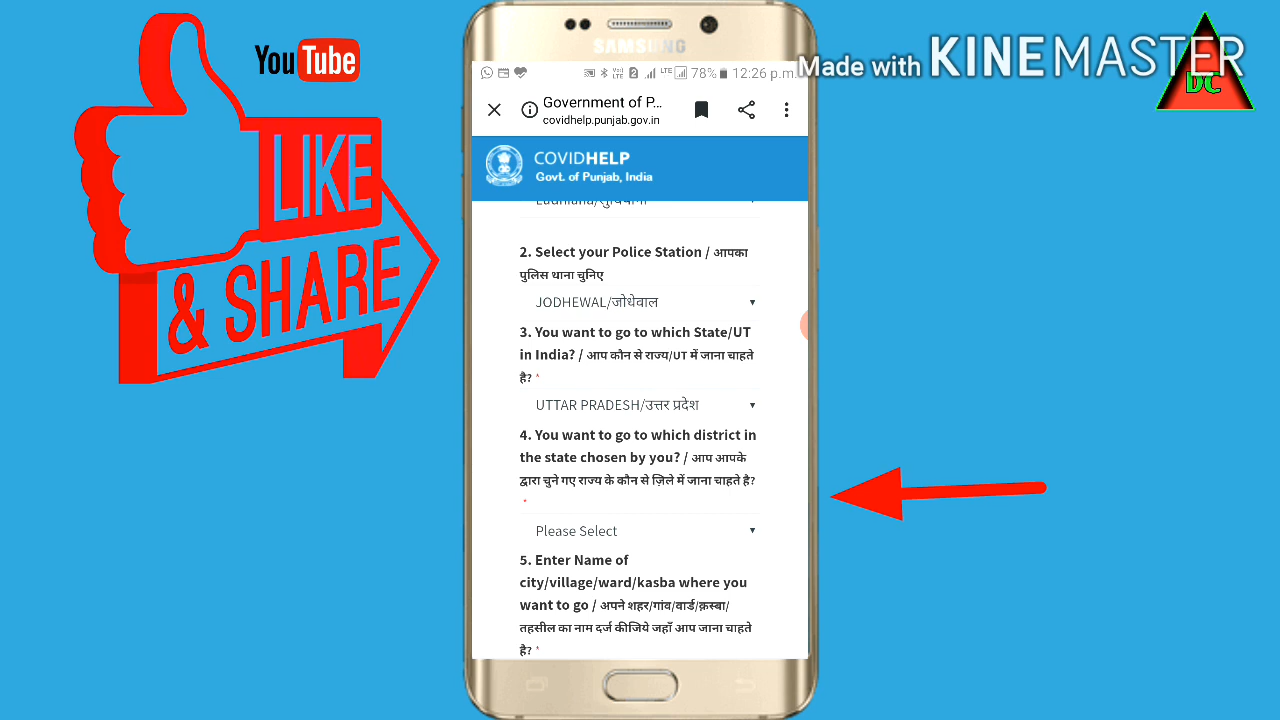 YouTube
LIKE
& SHARE
Made with KINEMASTER
DC
SAMSUNG
LTE 78% 12:26 p.m.
Government of P...
covidhelp.punjab.gov.in
COVIDHELP
Govt. of Punjab, India
2. Select your Police Station / आपका
पुलिस थाना चुनिए
JODHEWAL/जोधेवाल
3. You want to go to which State/UT
in India? / आप कौन से राज्य/UT में जाना चाहते
है? *
UTTAR PRADESH/उत्तर प्रदेश
4. You want to go to which district in
the state chosen by you? / आप आपके
द्वारा चुने गए राज्य के कौन से ज़िले में जाना चाहते है?
*
Please Select
5. Enter Name of
city/village/ward/kasba where you
want to go / अपने शहर/गांव/वार्ड/क़स्बा/
तहसील का नाम दर्ज कीजिये जहाँ आप जाना चाहते
है? *